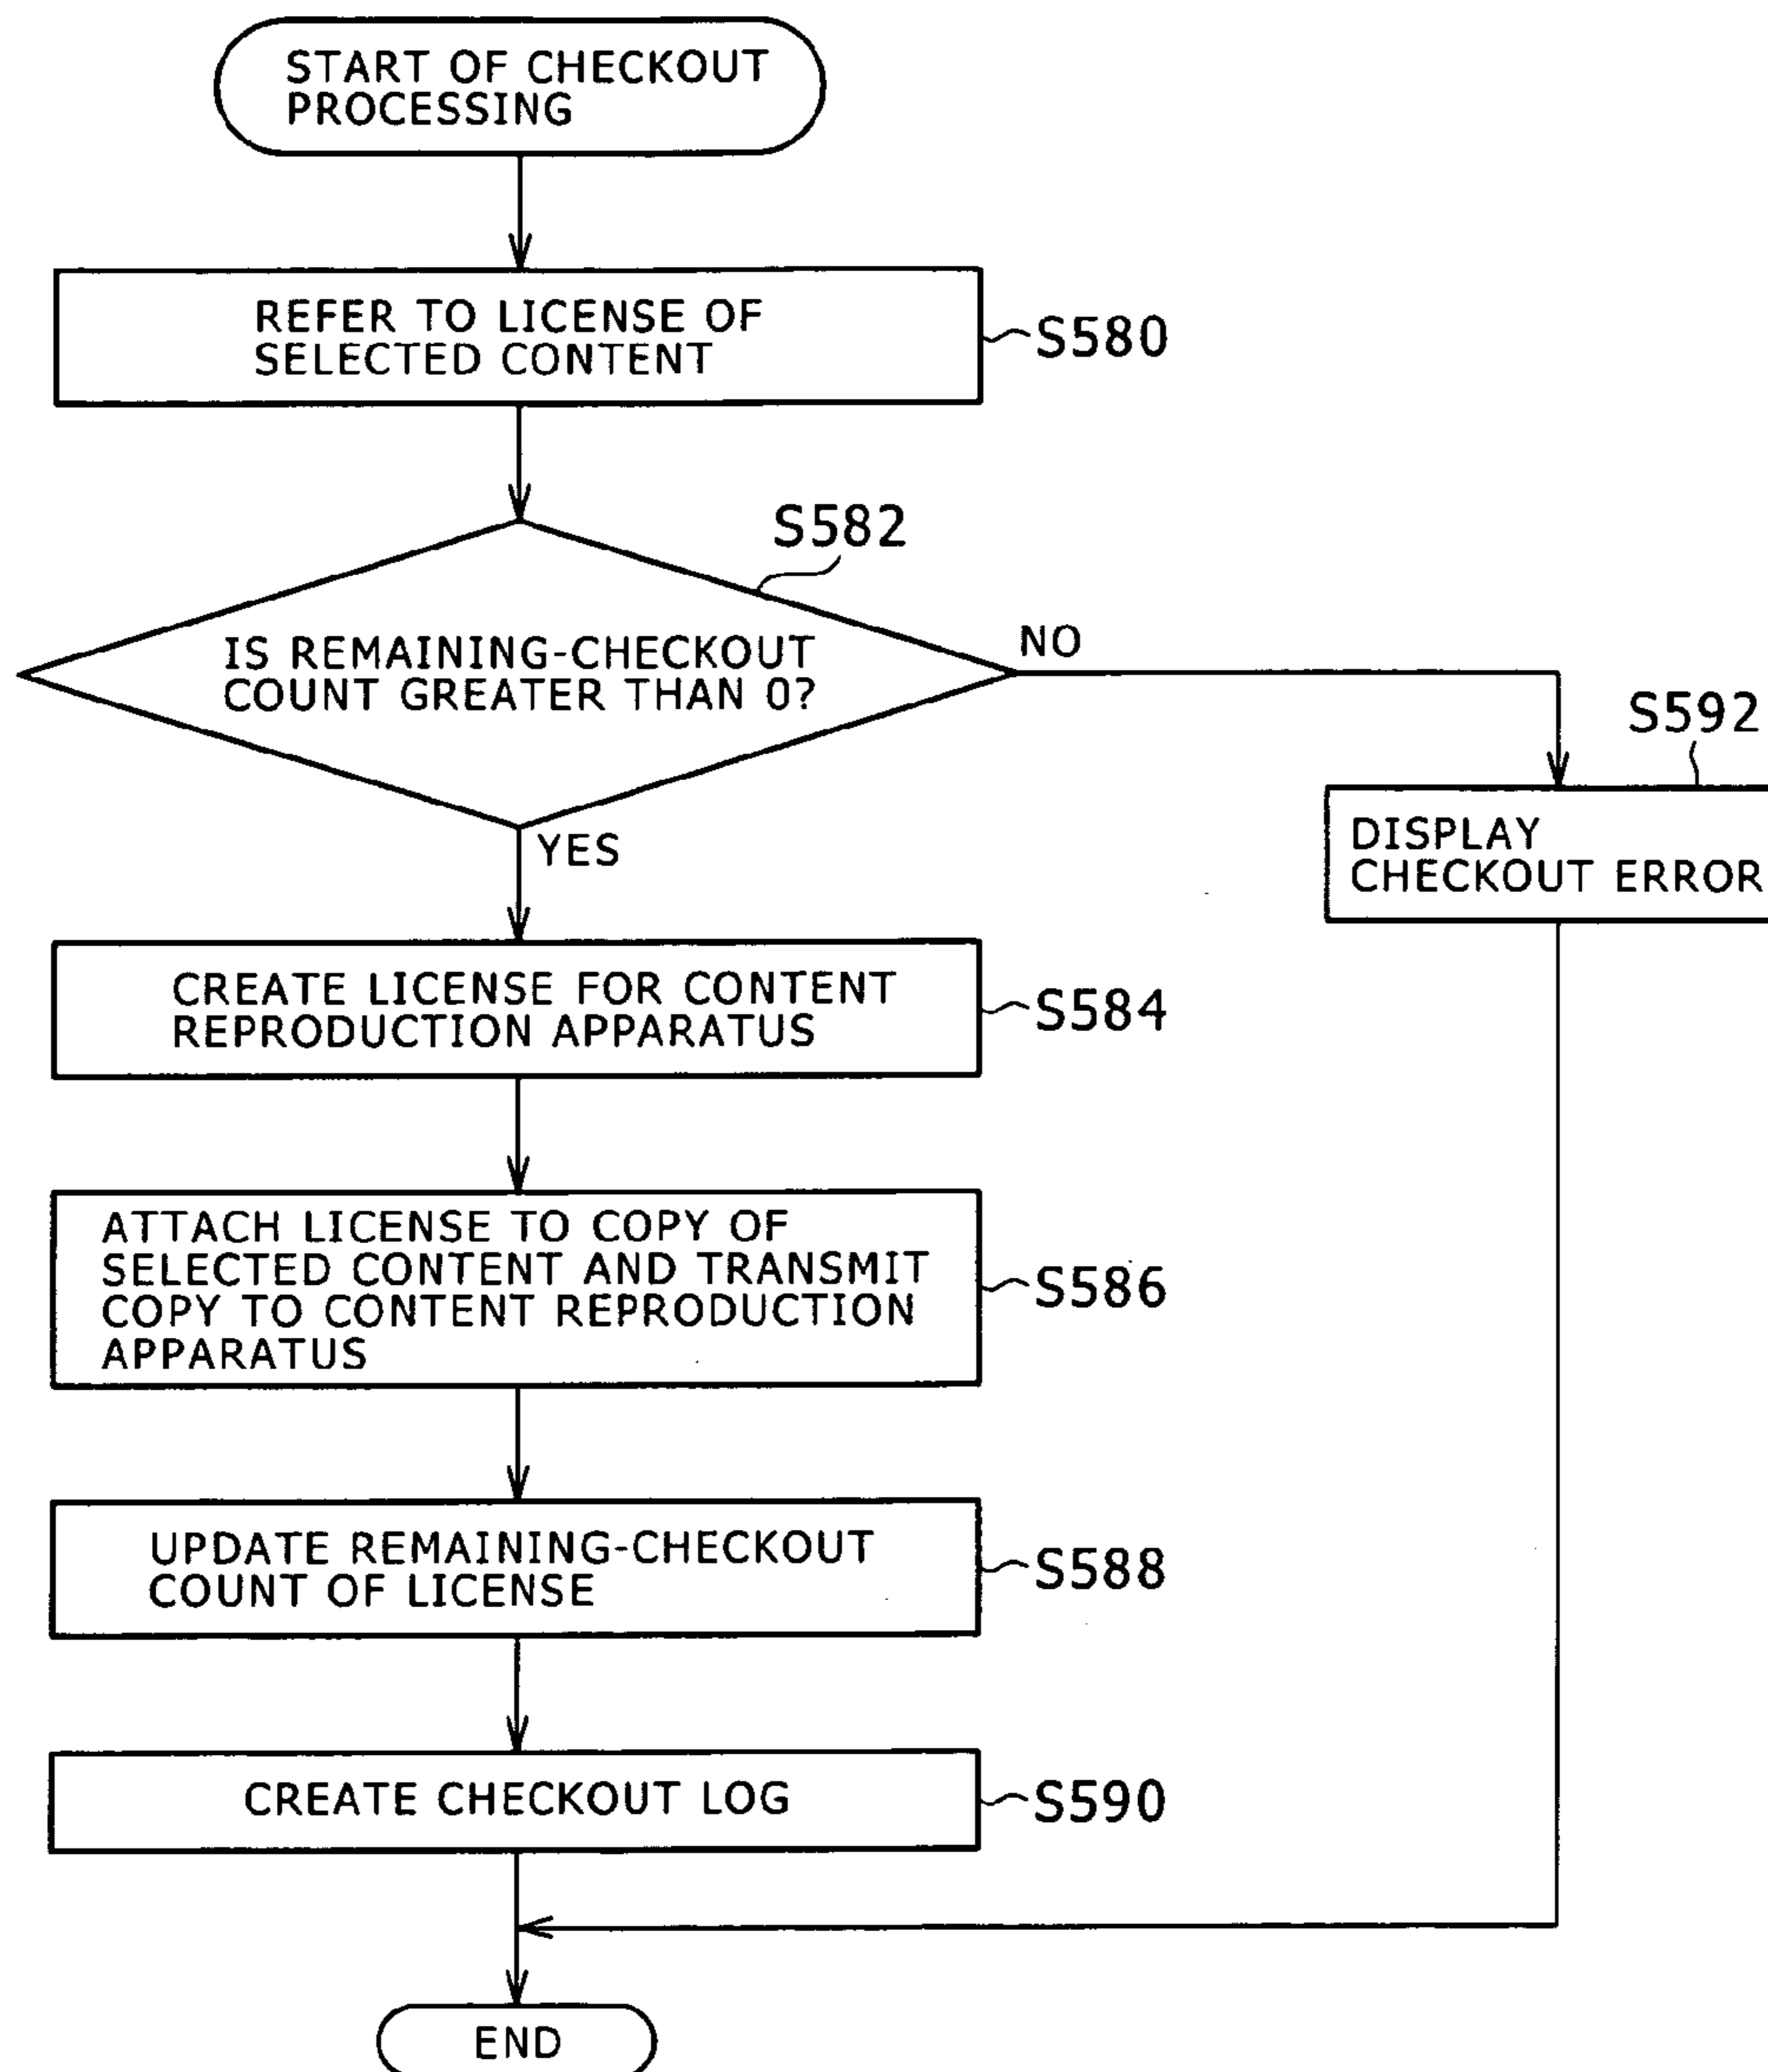 START OF CHECKOUT
PROCESSING
REFER TO LICENSE OF
SELECTED CONTENT
S580
S582
IS REMAINING-CHECKOUT
COUNT GREATER THAN 0?
NO
S592
DISPLAY
CHECKOUT ERROR
YES
CREATE LICENSE FOR CONTENT
REPRODUCTION APPARATUS
S584
ATTACH LICENSE TO COPY OF
SELECTED CONTENT AND TRANSMIT
COPY TO CONTENT REPRODUCTION
APPARATUS
S586
UPDATE REMAINING-CHECKOUT
COUNT OF LICENSE
S588
CREATE CHECKOUT LOG
S590
END